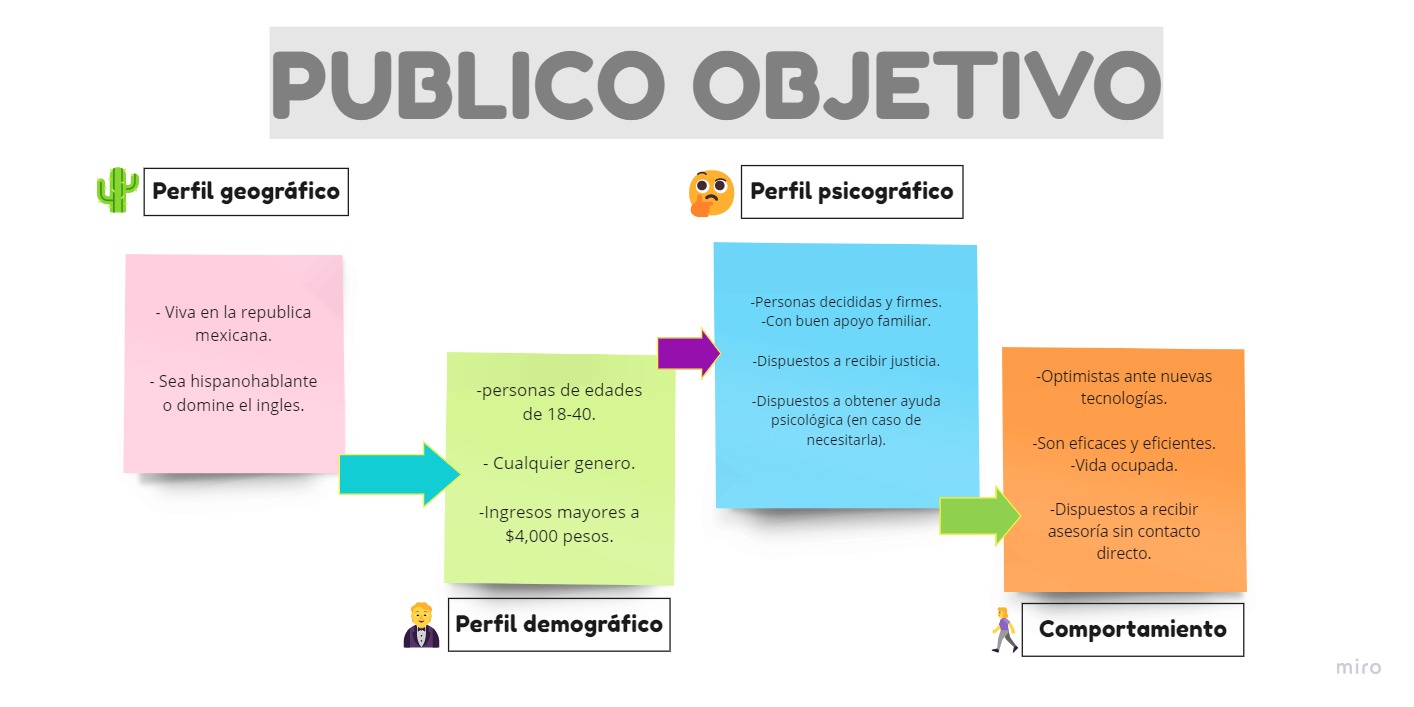 PUBLICO OBJETIVO
Perfil geográfico
- Viva en la republica
mexicana.
- Sea hispanohablante
o domine el ingles.
-personas de edades
de 18-40.
- Cualquier genero.
-Ingresos mayores a
$4,000 pesos.
Perfil demográfico
Perfil psicográfico
-Personas decididas y firmes.
-Con buen apoyo familiar.
-Dispuestos a recibir justicia.
-Dispuestos a obtener ayuda
psicológica (en caso de
necesitarla).
-Optimistas ante nuevas
tecnologías.
-Son eficaces y eficientes.
-Vida ocupada.
-Dispuestos a recibir
asesoría sin contacto
directo.
Comportamiento
miro